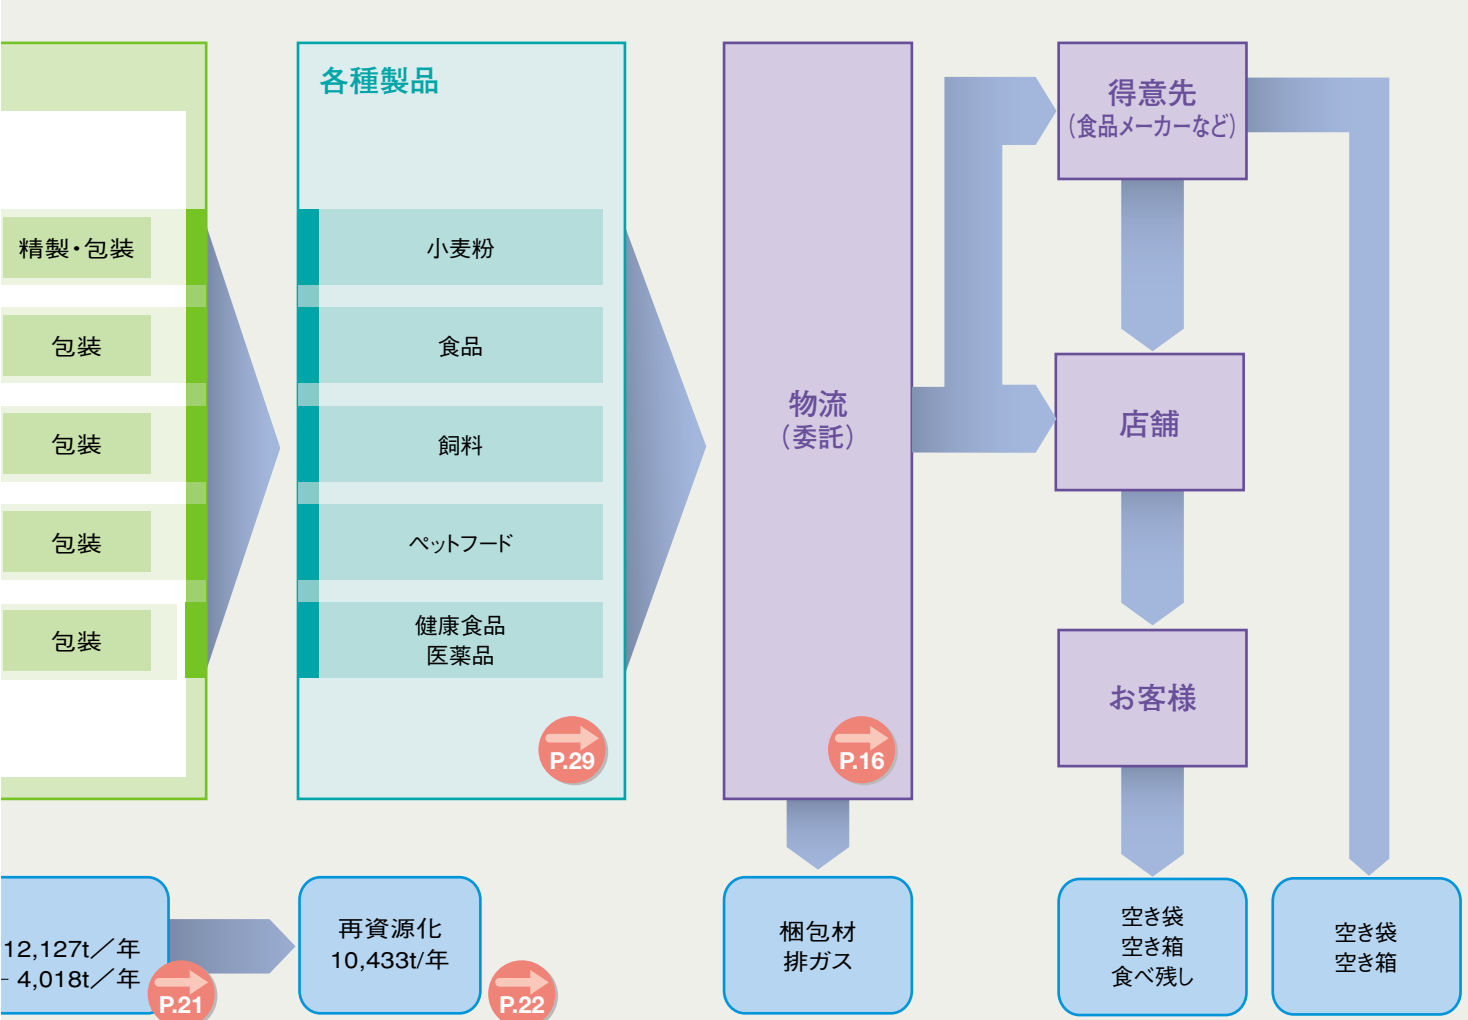 精製・包装
包装
包装
包装
包装
各種製品
小麦粉
食品
飼料
ペットフード
健康食品
医薬品
P.29
物流
（委託）
P.16
得意先
（食品メーカーなど）
店舗
お客様
12,127t／年
4,018t／年
P.21
再資源化
10,433t/年
P.22
梱包材
排ガス
空き袋
空き箱
食べ残し
空き袋
空き箱